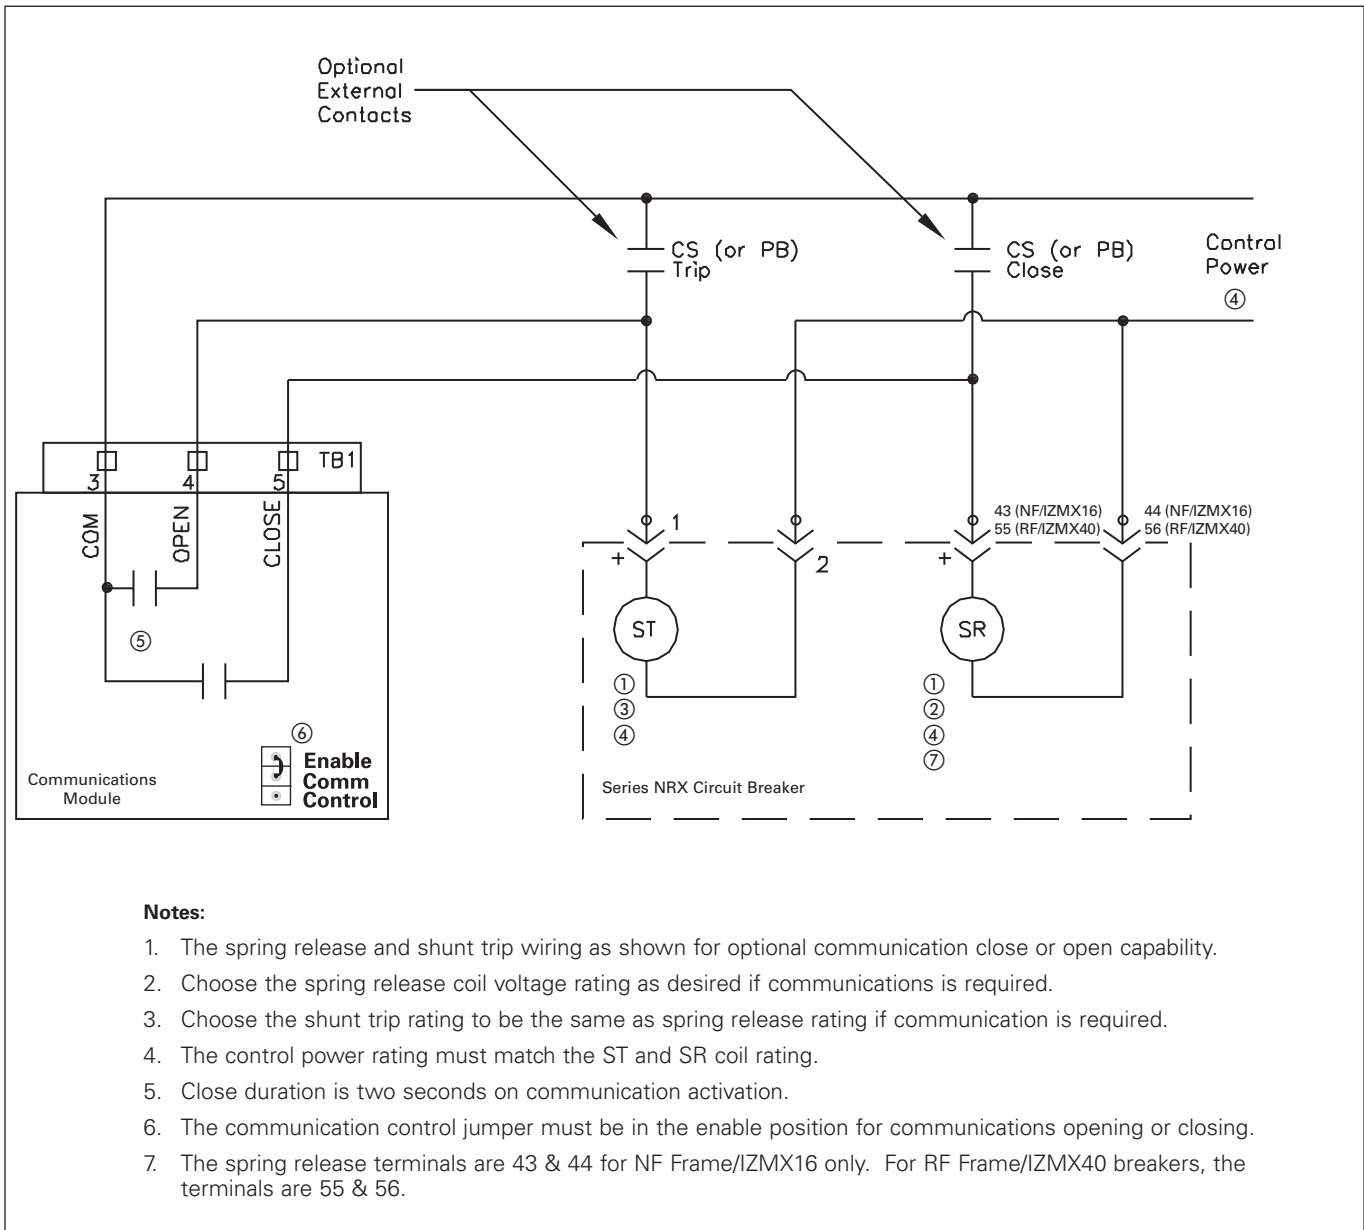 Optional
External
Contacts
CS (or PB)
Trip
CS (or PB)
Close
Control
Power
④
TB1
3
4
5
COM
OPEN
CLOSE
⑤
⑥
Enable
Comm
Control
Communications
Module
1
+
2
43 (NF/IZMX16)
55 (RF/IZMX40)
+
44 (NF/IZMX16)
56 (RF/IZMX40)
ST
SR
①
③
④
①
②
④
⑦
Series NRX Circuit Breaker
Notes:
1. The spring release and shunt trip wiring as shown for optional communication close or open capability.
2. Choose the spring release coil voltage rating as desired if communications is required.
3. Choose the shunt trip rating to be the same as spring release rating if communication is required.
4. The control power rating must match the ST and SR coil rating.
5. Close duration is two seconds on communication activation.
6. The communication control jumper must be in the enable position for communications opening or closing.
7. The spring release terminals are 43 & 44 for NF Frame/IZMX16 only. For RF Frame/IZMX40 breakers, the
terminals are 55 & 56.